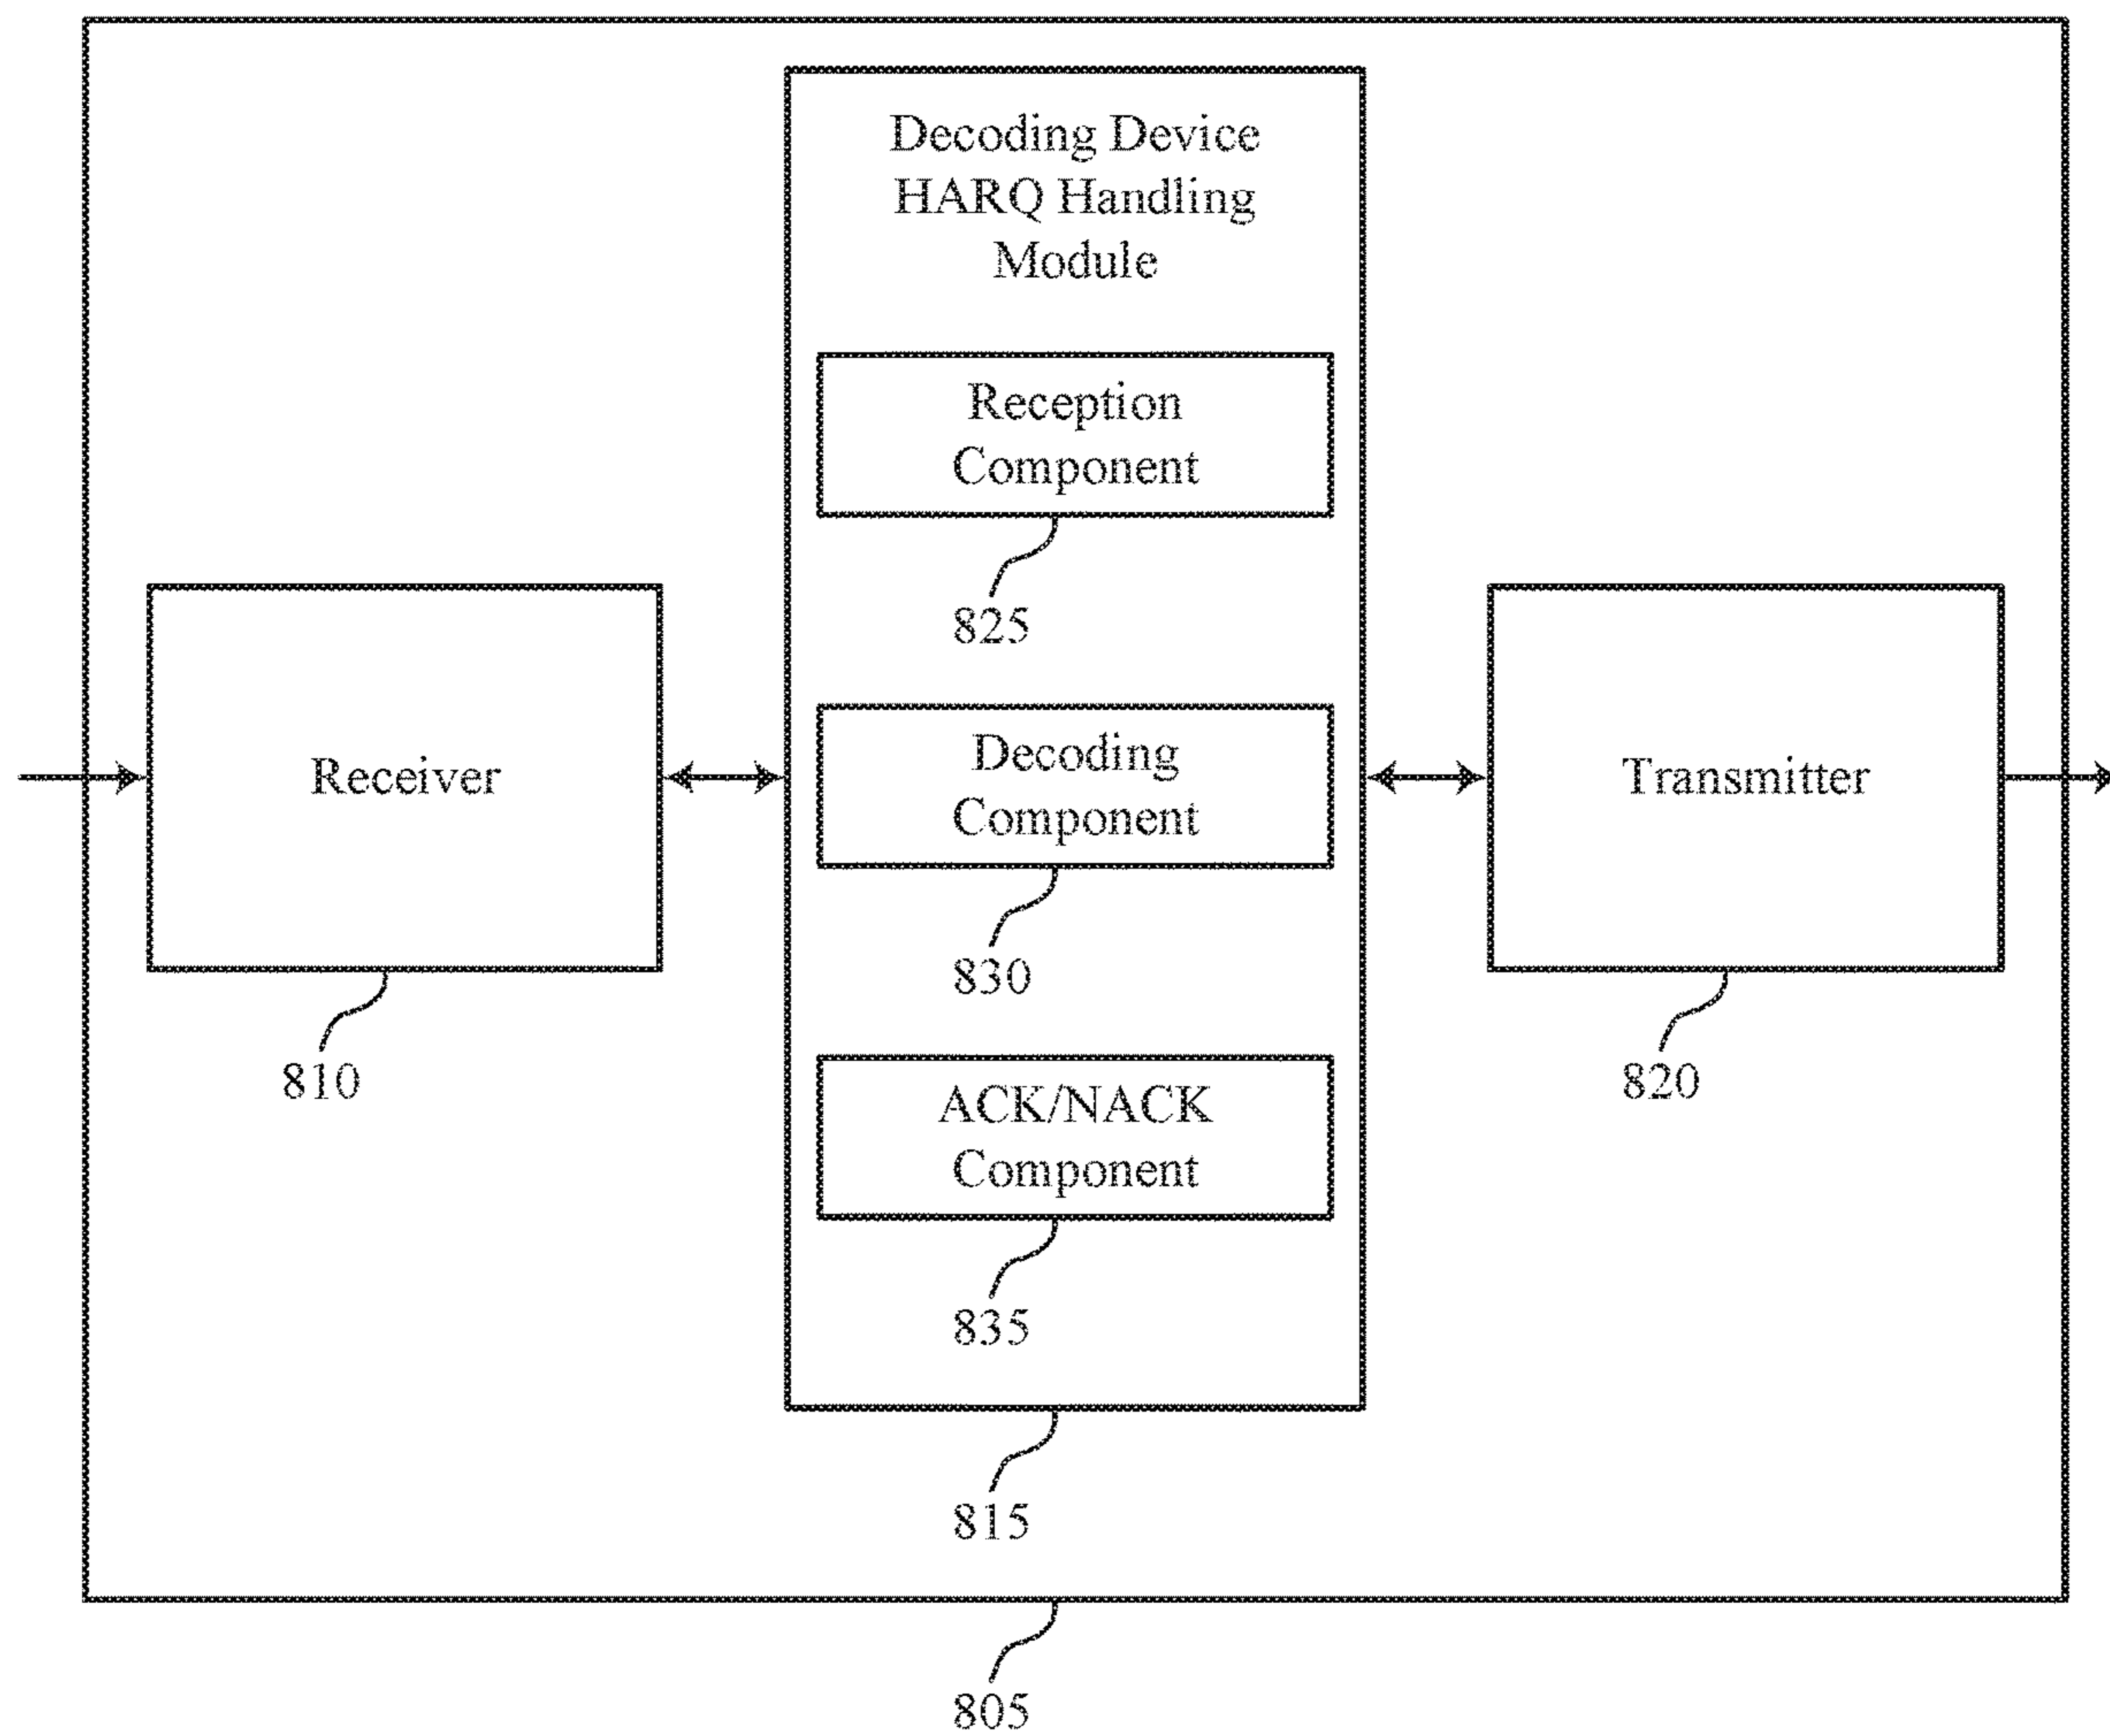 Decoding Device
HARQ Handling
Module
Reception
Component
825
Receiver
810
Decoding
Component
830
Transmitter
820
ACK/NACK
Component
835
815
805